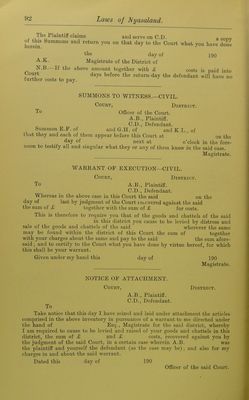 92 Laws of Nyasaland.
The Plaintiff claims and serve on C.D. a copy
of this Summons and return you on that day to the Court what you have done
herein.
the day of 190
A.K. Magistrate of the District of
N.B.—If the above amount together with £ costs is paid into
Court days before the return-day the defendant will have no
further costs to pay.
SUMMONS TO WITNESS—CIVIL.
Court, District.
To Officer of the Court.
A.B., Plaintiff.
C.D., Defendant.
Summon E.F. of and G.H. of and K.L., of
that they and each of them appear before this Court at on the
day of next at o'clock in the fore-
noon to testify all and singular what they or any of them know in the said case.
Magistrate.
WARRANT OF EXECUTION—CIVIL.
Court, District.
To A.B., Plaintiff.
C.D., Defendant.
Whereas in the above case in this Court the said on the
day of last by judgment of the Court recovered against the said
the sum of £ together with the sum of £ for costs.
This is therefore to require you that of the goods and chattels of the said
in this district you cause to be levied by distress and
sale of the goods and chattels of the said wherever the same
may be found within the district of this Court the sum of together
with your charges about the same and pay to the said the sum afore-
said; and to certify to the Court what you have done by virtue hereof, for which
this shall be your warrant.
Given under my hand this day of 190
Magistrate.
NOTICE OF ATTACHMENT.
Court, District.
A.B., Plaintiff.
C.D., Defendant.
To
Take notice that this day I have seized and laid under attachment the articles
comprised in the above inventory in pursuance of a warrant to me directed under
the hand of Esq., Magistrate for the said district, whereby
I am required to cause to be levied and raised of your goods and chattels in this
district, the sum of £ and £ costs, recovered against you by
the judgment of the said Court, in a certain case wherein A.B. was
the plaintiff and yourself the defendant (as the case may be); and also for my
charges in and about the said warrant.
Dated this day of 190
Officer of the said Court.